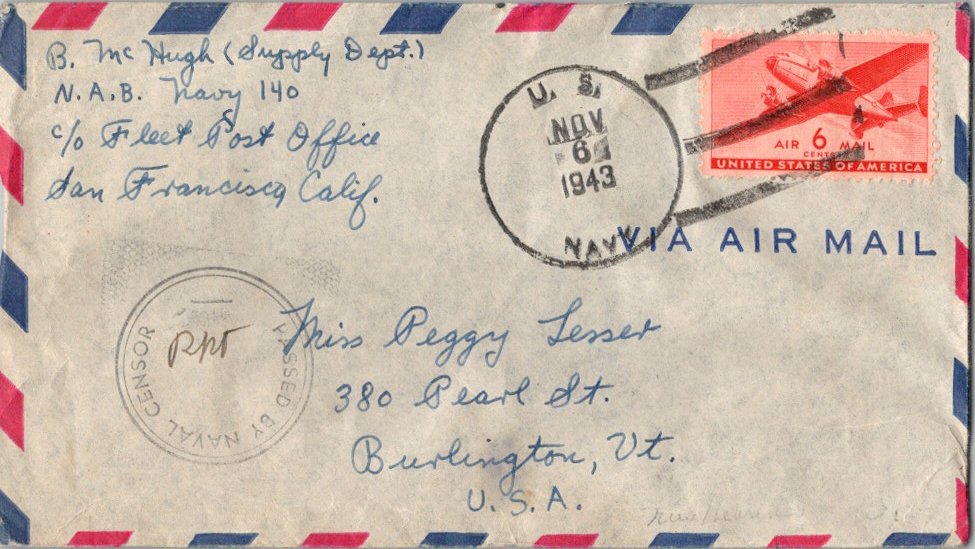 B. Mc Hugh (Supply Dept.)
N.A.B. Navy 140
c/o Fleet Post Office
San Francisco, Calif.
U. S.
NOV
6
1943
NAVY
AIR 6 MAIL
CENTS
UNITED STATES OF AMERICA
VIA AIR MAIL
PASSED BY NAVAL CENSOR
Miss Peggy Lesser
380 Pearl St.
Burlington, Vt.
U.S.A.